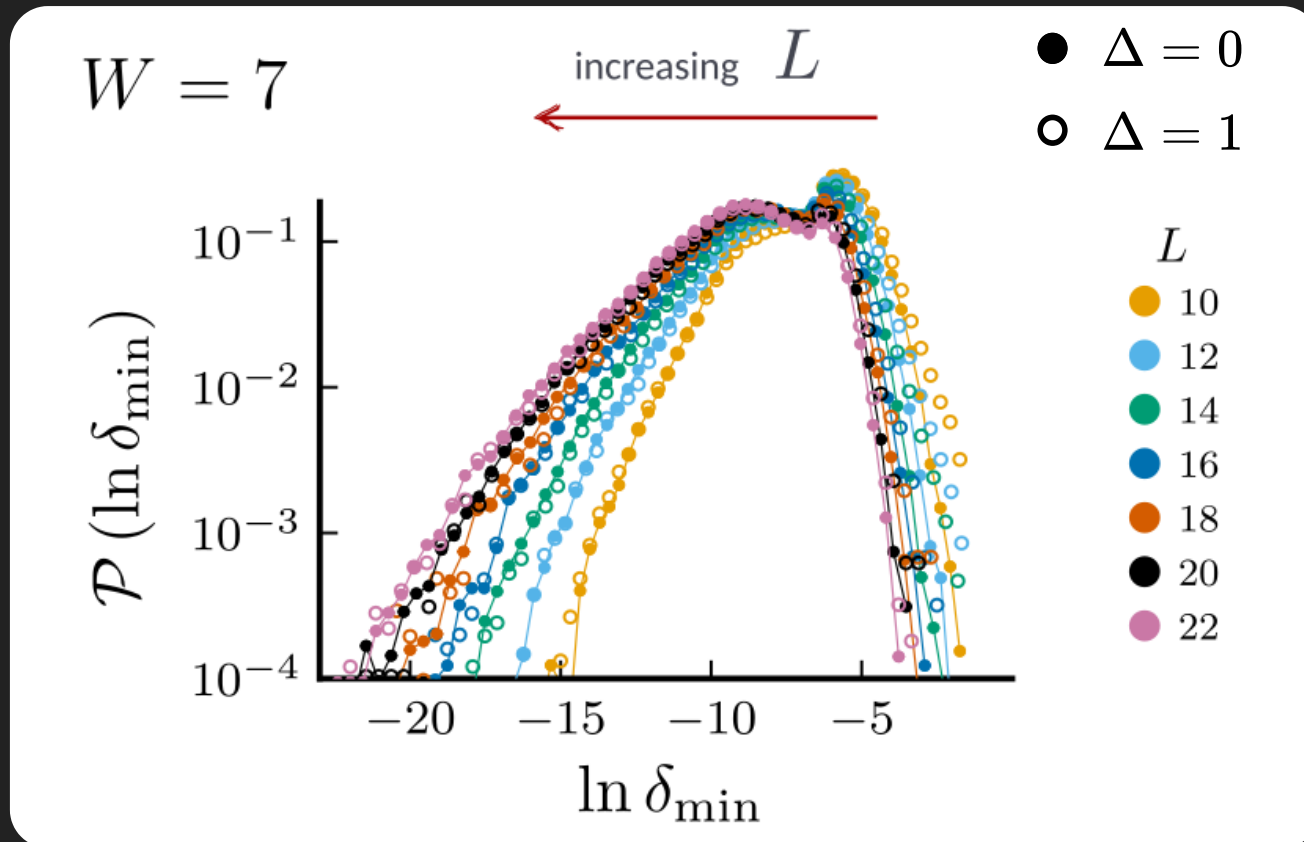 W = 7
increasing L
Δ = 0
Δ = 1
10⁻¹
10⁻²
10⁻³
10⁻⁴
𝒫 (ln δ_min)
−20 −15 −10 −5
ln δ_min
L
10
12
14
16
18
20
22